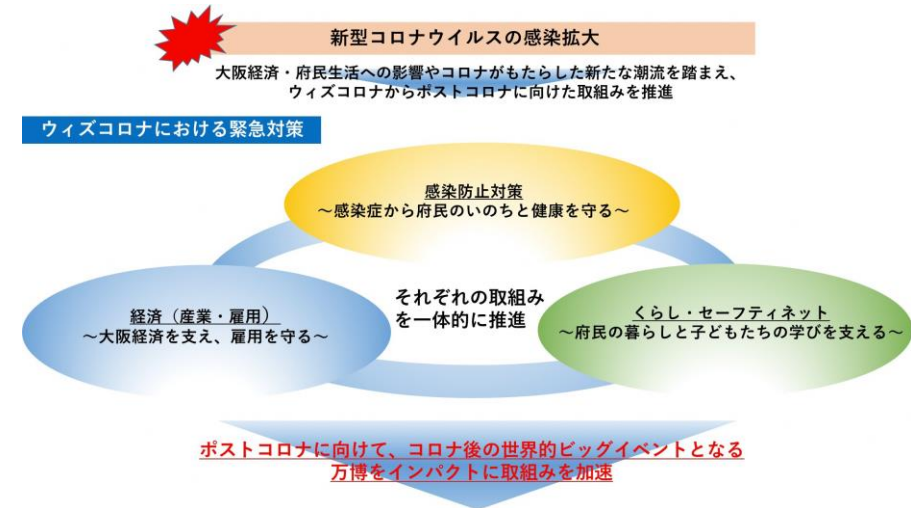 新型コロナウイルスの感染拡大
大阪経済・府民生活への影響やコロナがもたらした新たな潮流を踏まえ、
ウィズコロナからポストコロナに向けた取組みを推進
ウィズコロナにおける緊急対策
感染防止対策
～感染症から府民のいのちと健康を守る～
それぞれの取組み
を一体的に推進
経済（産業・雇用）
～大阪経済を支え、雇用を守る～
くらし・セーフティネット
～府民の暮らしと子どもたちの学びを支える～
ポストコロナに向けて、コロナ後の世界的ビッグイベントとなる
万博をインパクトに取組みを加速